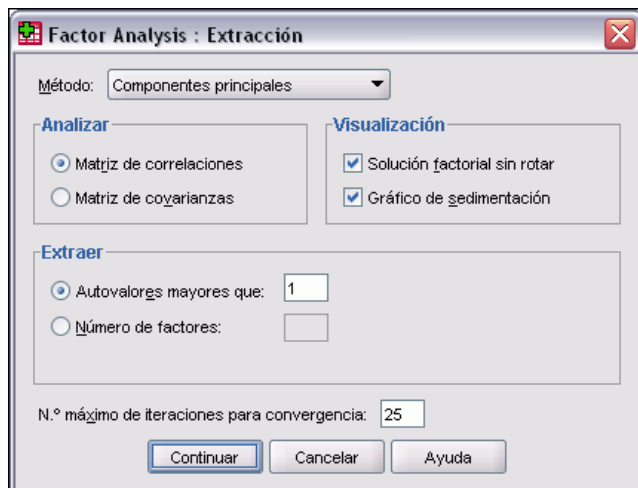 Factor Analysis : Extracción
Método: Componentes principales
Analizar
Matriz de correlaciones
Matriz de covarianzas
Visualización
Solución factorial sin rotar
Gráfico de sedimentación
Extraer
Autovalores mayores que: 1
Número de factores:
N.º máximo de iteraciones para convergencia: 25
Continuar
Cancelar
Ayuda